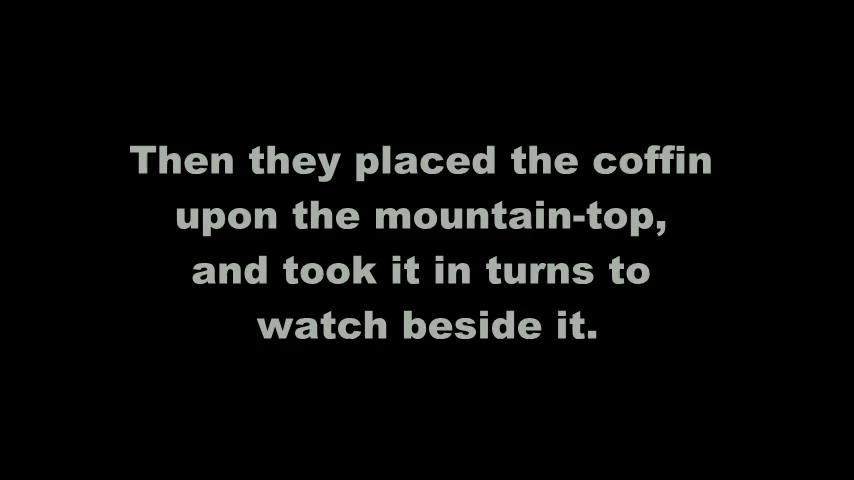 Then they placed the coffin
upon the mountain-top,
and took it in turns to
watch beside it.